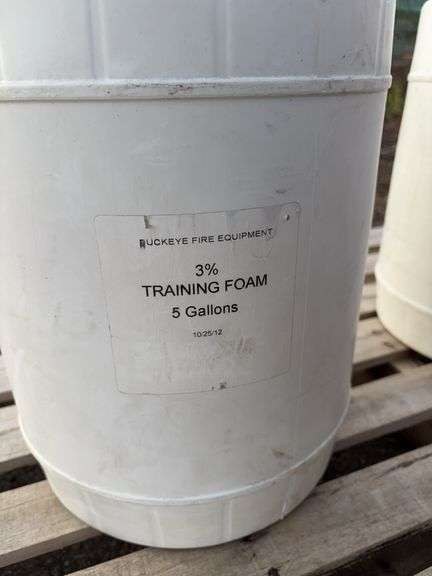 BUCKEYE FIRE EQUIPMENT
3%
TRAINING FOAM
5 Gallons
10/25/12